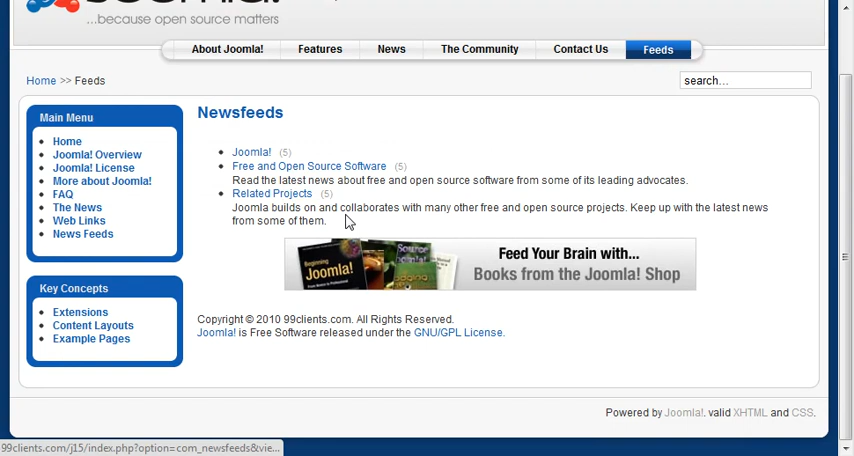 ...because open source matters
About Joomla! Features News The Community Contact Us Feeds
Home >> Feeds
search...
Main Menu
Home
Joomla! Overview
Joomla! License
More about Joomla!
FAQ
The News
Web Links
News Feeds
Key Concepts
Extensions
Content Layouts
Example Pages
Newsfeeds
Joomla! (5)
Free and Open Source Software (5)
Read the latest news about free and open source software from some of its leading advocates.
Related Projects (5)
Joomla builds on and collaborates with many other free and open source projects. Keep up with the latest news
from some of them.
Beginning
Joomla!
Feed Your Brain with...
Books from the Joomla! Shop
Copyright © 2010 99clients.com. All Rights Reserved.
Joomla! is Free Software released under the GNU/GPL License.
Powered by Joomla!. valid XHTML and CSS.
99clients.com/j15/index.php?option=com_newsfeeds&vie...